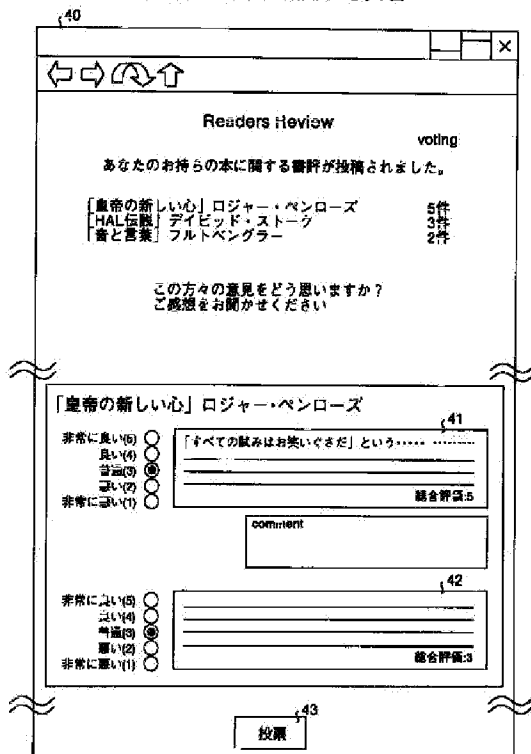 40
×
Readers Review
voting
あなたのお持ちの本に関する書評が投稿されました。
「皇帝の新しい心」ロジャー・ペンローズ 5件
「HAL伝説」デイビッド・ストーク 3件
「音と言葉」フルトベングラー 2件
この方々の意見をどう思いますか?
ご感想をお聞かせください
「皇帝の新しい心」ロジャー・ペンローズ
41
非常に良い(5)
良い(4)
普通(3)
悪い(2)
非常に悪い(1)
「すべての試みはお笑いぐさだ」という…… ………
総合評価:5
comment
42
非常に良い(5)
良い(4)
普通(3)
悪い(2)
非常に悪い(1)
総合評価:3
43
投票